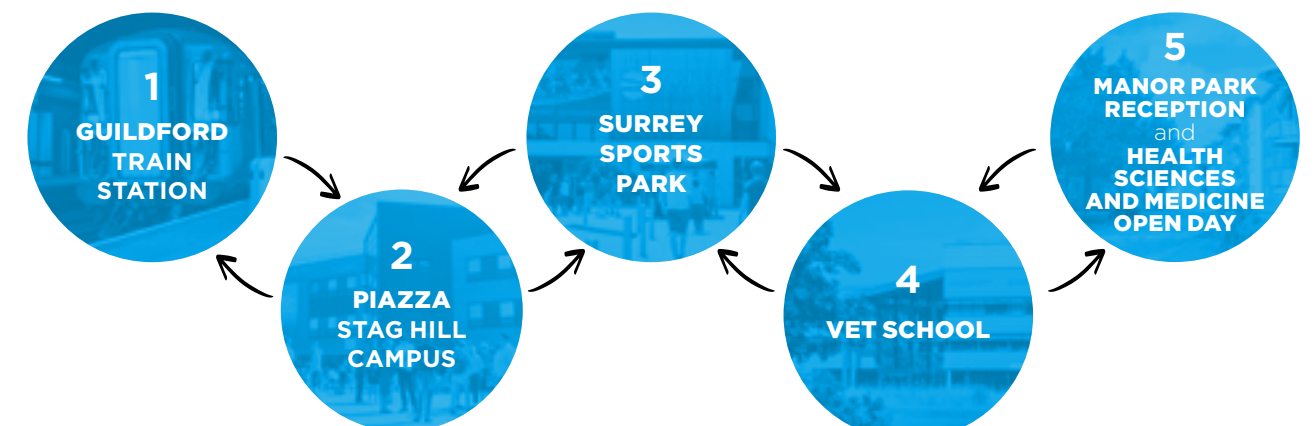 1
GUILDFORD
TRAIN
STATION
2
PIAZZA
STAG HILL
CAMPUS
3
SURREY
SPORTS
PARK
4
VET SCHOOL
5
MANOR PARK
RECEPTION
and
HEALTH
SCIENCES
AND MEDICINE
OPEN DAY